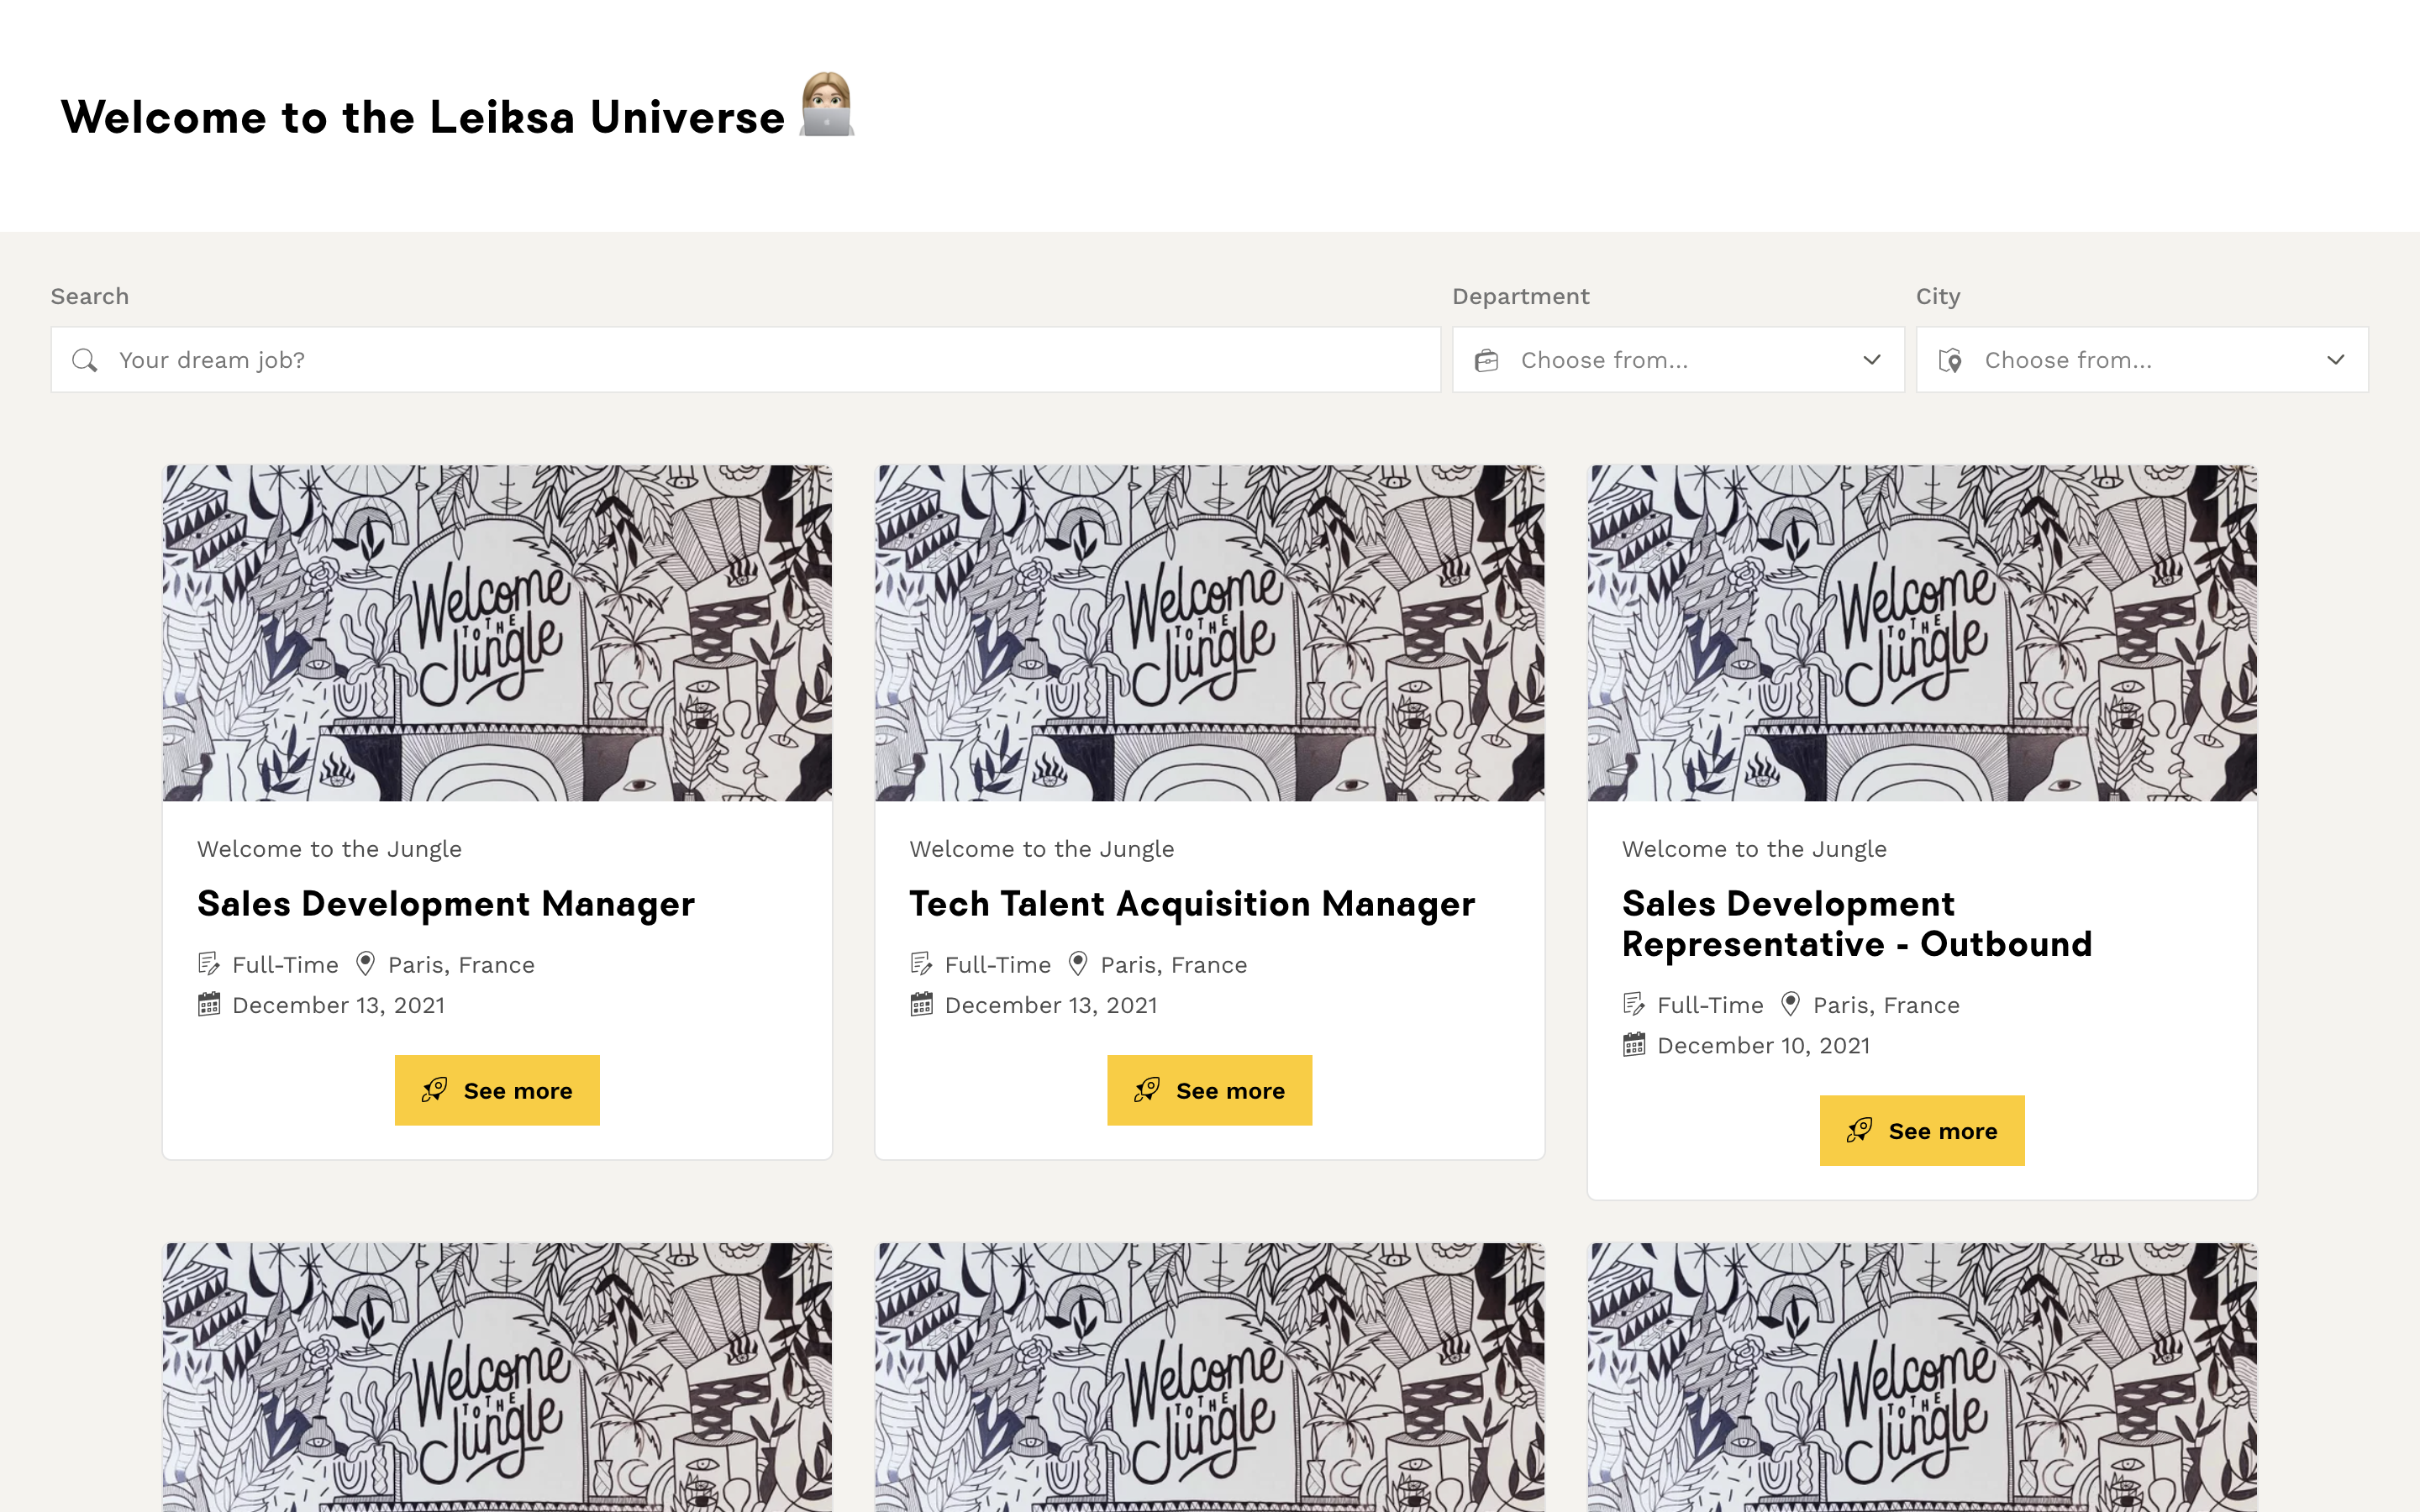 Welcome to the Leiksa Universe
Search
Department
City
Your dream job?
Choose from...
Choose from...
Welcome
TO THE
Jungle
Welcome
TO THE
Jungle
Welcome
TO THE
Jungle
Welcome to the Jungle
Sales Development Manager
Full-Time Paris, France
December 13, 2021
See more
Welcome to the Jungle
Tech Talent Acquisition Manager
Full-Time Paris, France
December 13, 2021
See more
Welcome to the Jungle
Sales Development
Representative - Outbound
Full-Time Paris, France
December 10, 2021
See more
Welcome
TO THE
Jungle
Welcome
TO THE
Jungle
Welcome
TO THE
Jungle